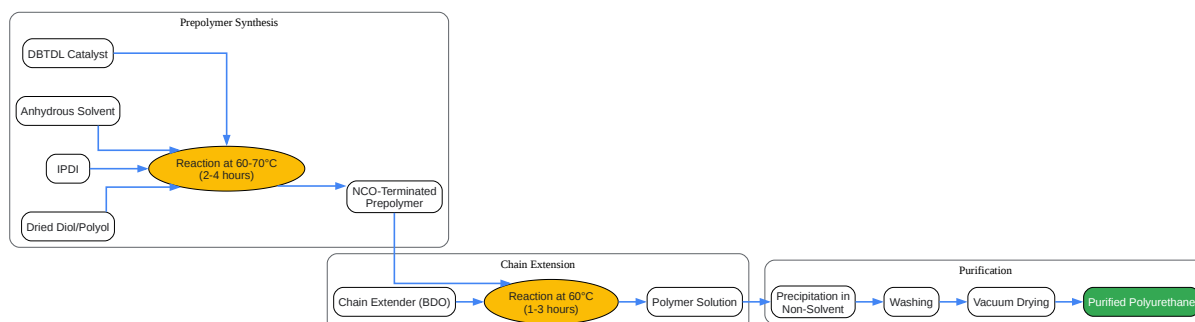 Prepolymer Synthesis
DBTDL Catalyst
Anhydrous Solvent
IPDI
Dried Diol/Polyol
Reaction at 60-70°C
(2-4 hours)
NCO-Terminated
Prepolymer
Chain Extension
Chain Extender (BDO)
Reaction at 60°C
(1-3 hours)
Polymer Solution
Purification
Precipitation in
Non-Solvent
Washing
Vacuum Drying
Purified Polyurethane